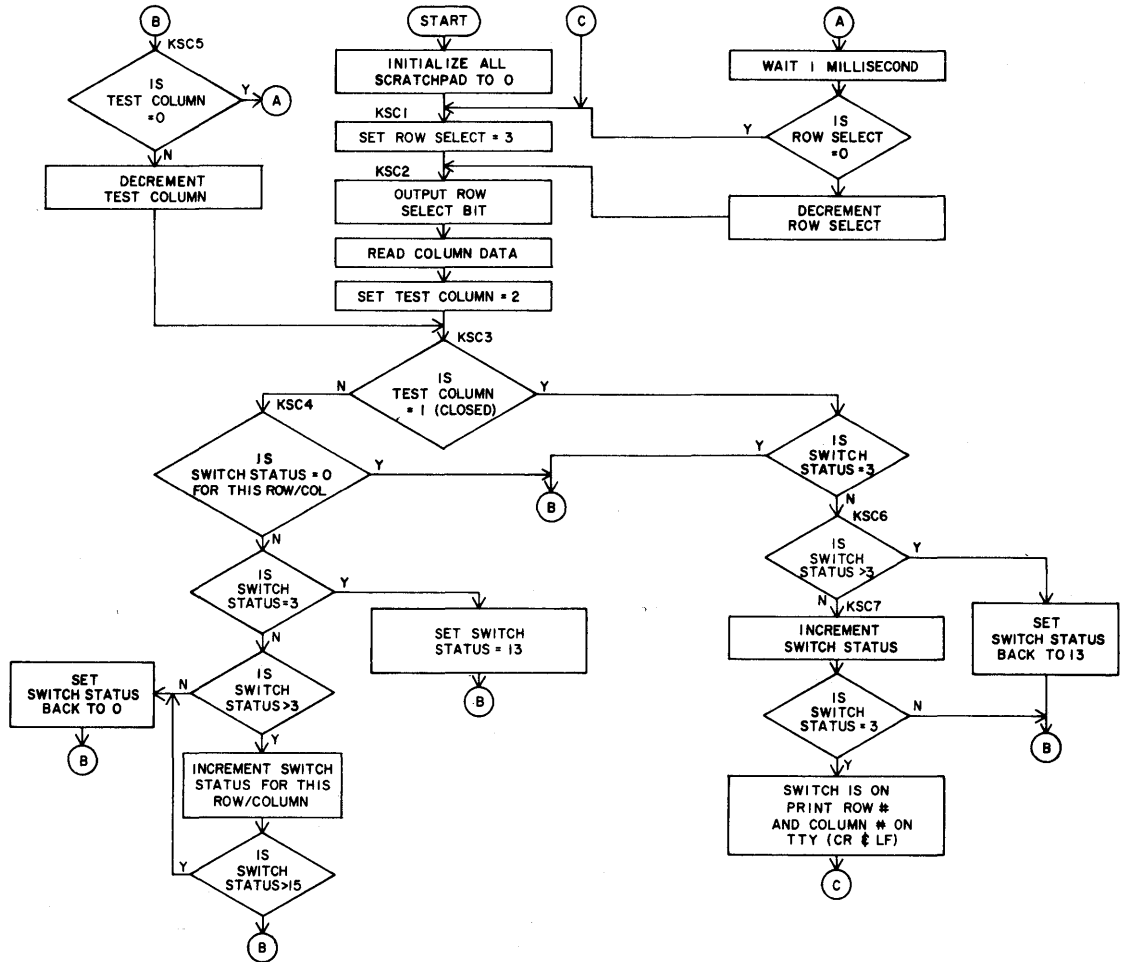 B
KSC5
IS
TEST COLUMN
=0
Y
A
N
DECREMENT
TEST COLUMN
START
INITIALIZE ALL
SCRATCHPAD TO 0
C
KSC1
SET ROW SELECT = 3
KSC2
OUTPUT ROW
SELECT BIT
READ COLUMN DATA
SET TEST COLUMN = 2
A
WAIT 1 MILLISECOND
IS
ROW SELECT
=0
Y
N
DECREMENT
ROW SELECT
KSC3
IS
TEST COLUMN
= 1 (CLOSED)
N
Y
KSC4
IS
SWITCH STATUS = 0
FOR THIS ROW/COL
Y
B
N
IS
SWITCH
STATUS=3
Y
SET SWITCH
STATUS = 13
B
N
IS
SWITCH
STATUS>3
N
SET
SWITCH STATUS
BACK TO 0
B
Y
INCREMENT SWITCH
STATUS FOR THIS
ROW/COLUMN
IS
SWITCH
STATUS>15
Y
B
IS
SWITCH
STATUS=3
Y
N
KSC6
IS
SWITCH
STATUS >3
Y
SET
SWITCH STATUS
BACK TO 13
N
KSC7
INCREMENT
SWITCH STATUS
IS
SWITCH
STATUS = 3
N
B
Y
SWITCH IS ON
PRINT ROW #
AND COLUMN # ON
TTY (CR & LF)
C